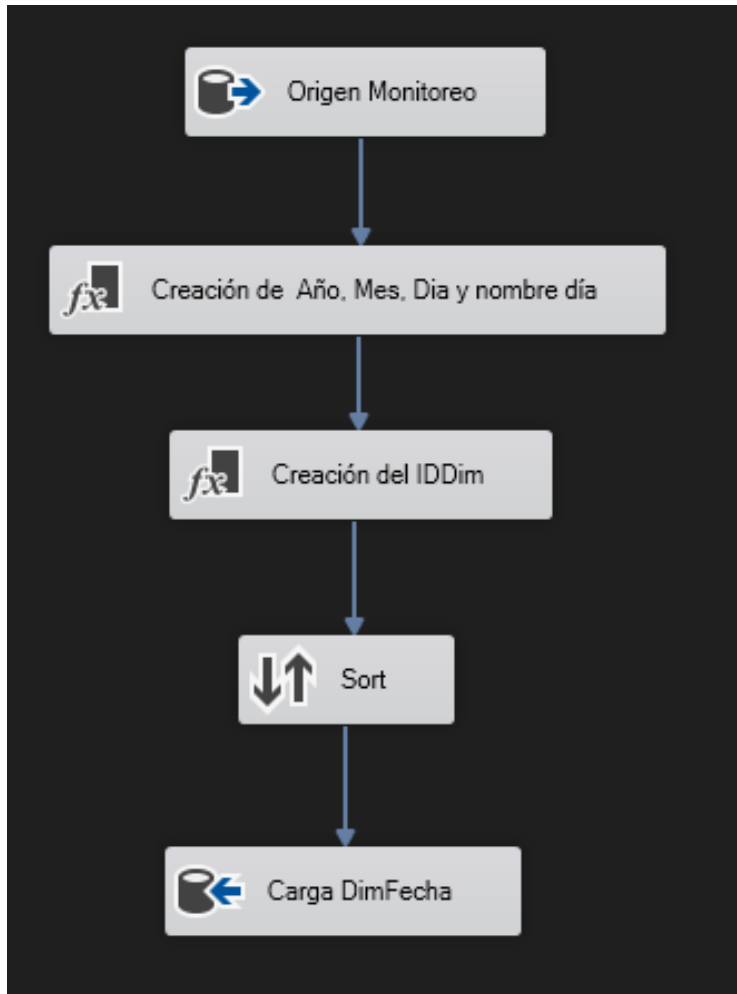 Origen Monitoreo
Creación de  Año, Mes, Dia y nombre día
Creación del IDDim
Sort
Carga DimFecha